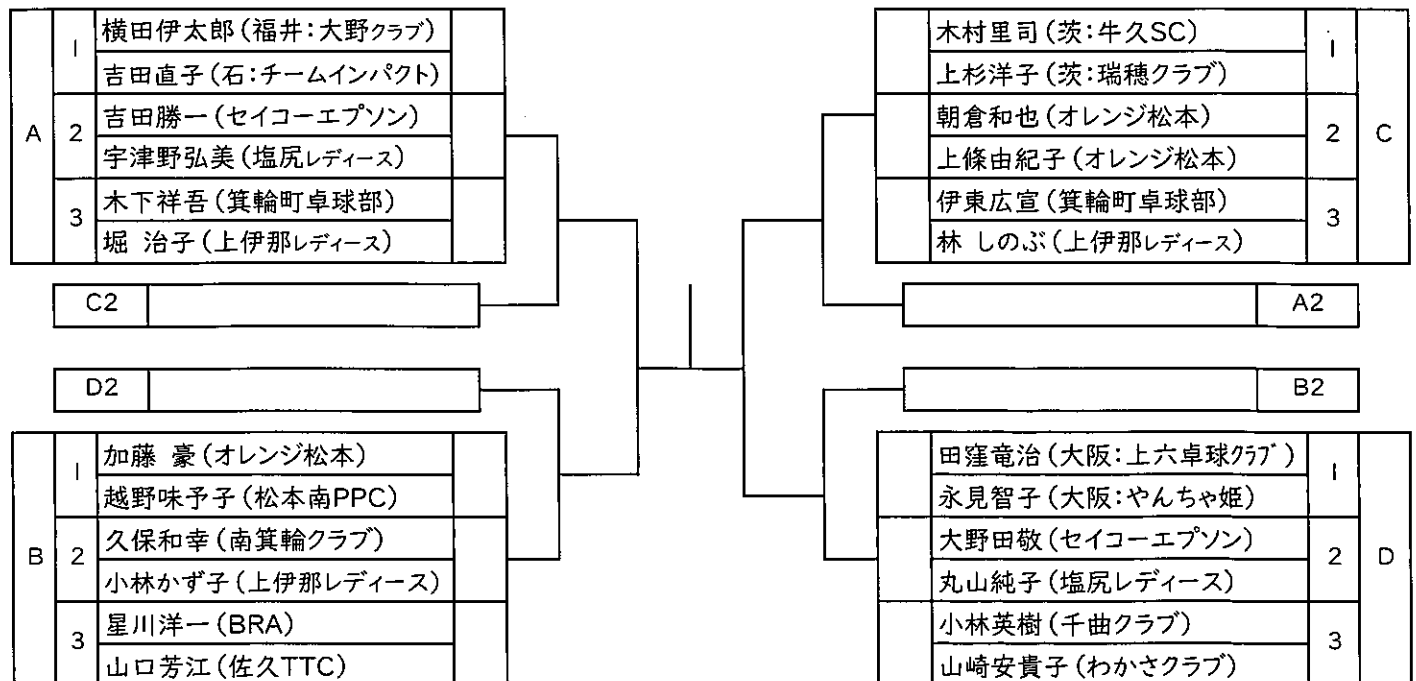 A
1
横田伊太郎(福井:大野クラブ)
吉田直子(石:チームインパクト)
2
吉田勝一(セイコーエプソン)
宇津野弘美(塩尻レディース)
3
木下祥吾(箕輪町卓球部)
堀 治子(上伊那レディース)
C2
D2
B
1
加藤 豪(オレンジ松本)
越野味予子(松本南PPC)
2
久保和幸(南箕輪クラブ)
小林かず子(上伊那レディース)
3
星川洋一(BRA)
山口芳江(佐久TTC)
木村里司(茨:牛久SC)
上杉洋子(茨:瑞穂クラブ)
1
朝倉和也(オレンジ松本)
上條由紀子(オレンジ松本)
2
伊東広宣(箕輪町卓球部)
林 しのぶ(上伊那レディース)
3
C
A2
B2
田窪竜治(大阪:上六卓球クラブ)
永見智子(大阪:やんちゃ姫)
1
大野田敬(セイコーエプソン)
丸山純子(塩尻レディース)
2
小林英樹(千曲クラブ)
山崎安貴子(わかさクラブ)
3
D